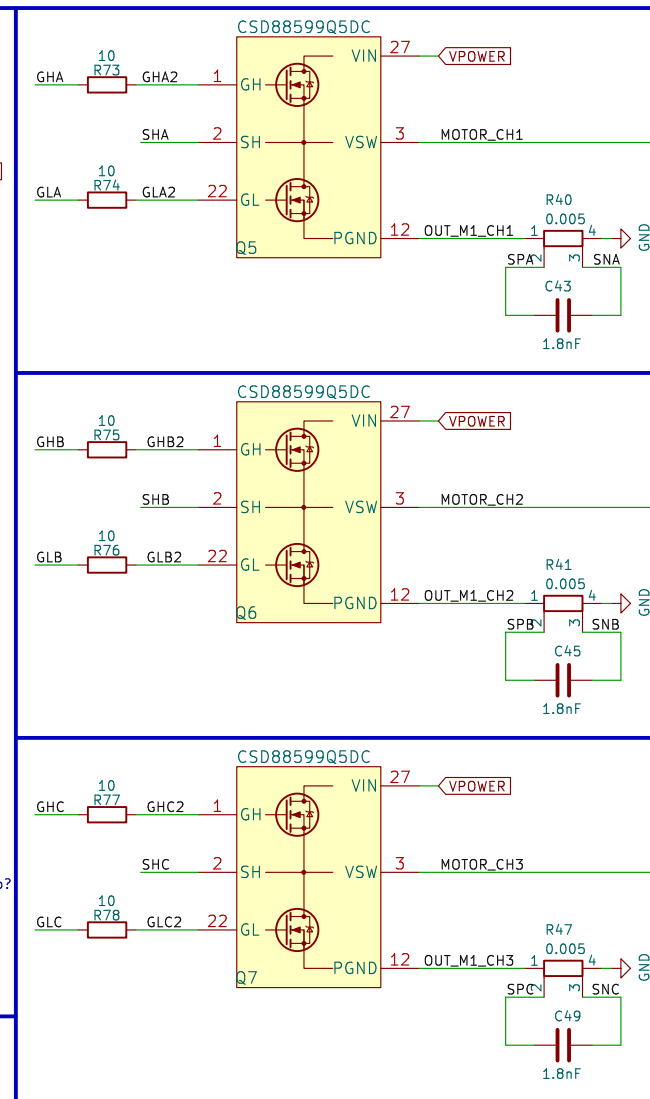 CSD88599Q5DC
10
R73
GHA
GHA2
1
GH
VIN
27
VPOWER
SHA
2
SH
VSW
3
MOTOR_CH1
10
R74
GLA
GLA2
22
GL
PGND
12
OUT_M1_CH1
Q5
R40
0.005
1
4
GND
SPA
2
3
SNA
C43
1.8nF
CSD88599Q5DC
10
R75
GHB
GHB2
1
GH
VIN
27
VPOWER
SHB
2
SH
VSW
3
MOTOR_CH2
10
R76
GLB
GLB2
22
GL
PGND
12
OUT_M1_CH2
Q6
R41
0.005
1
4
GND
SPB
2
3
SNB
C45
1.8nF
CSD88599Q5DC
10
R77
GHC
GHC2
1
GH
VIN
27
VPOWER
SHC
2
SH
VSW
3
MOTOR_CH3
?
10
R78
GLC
GLC2
22
GL
PGND
12
OUT_M1_CH3
Q7
R47
0.005
1
4
GND
SPC
2
3
SNC
C49
1.8nF